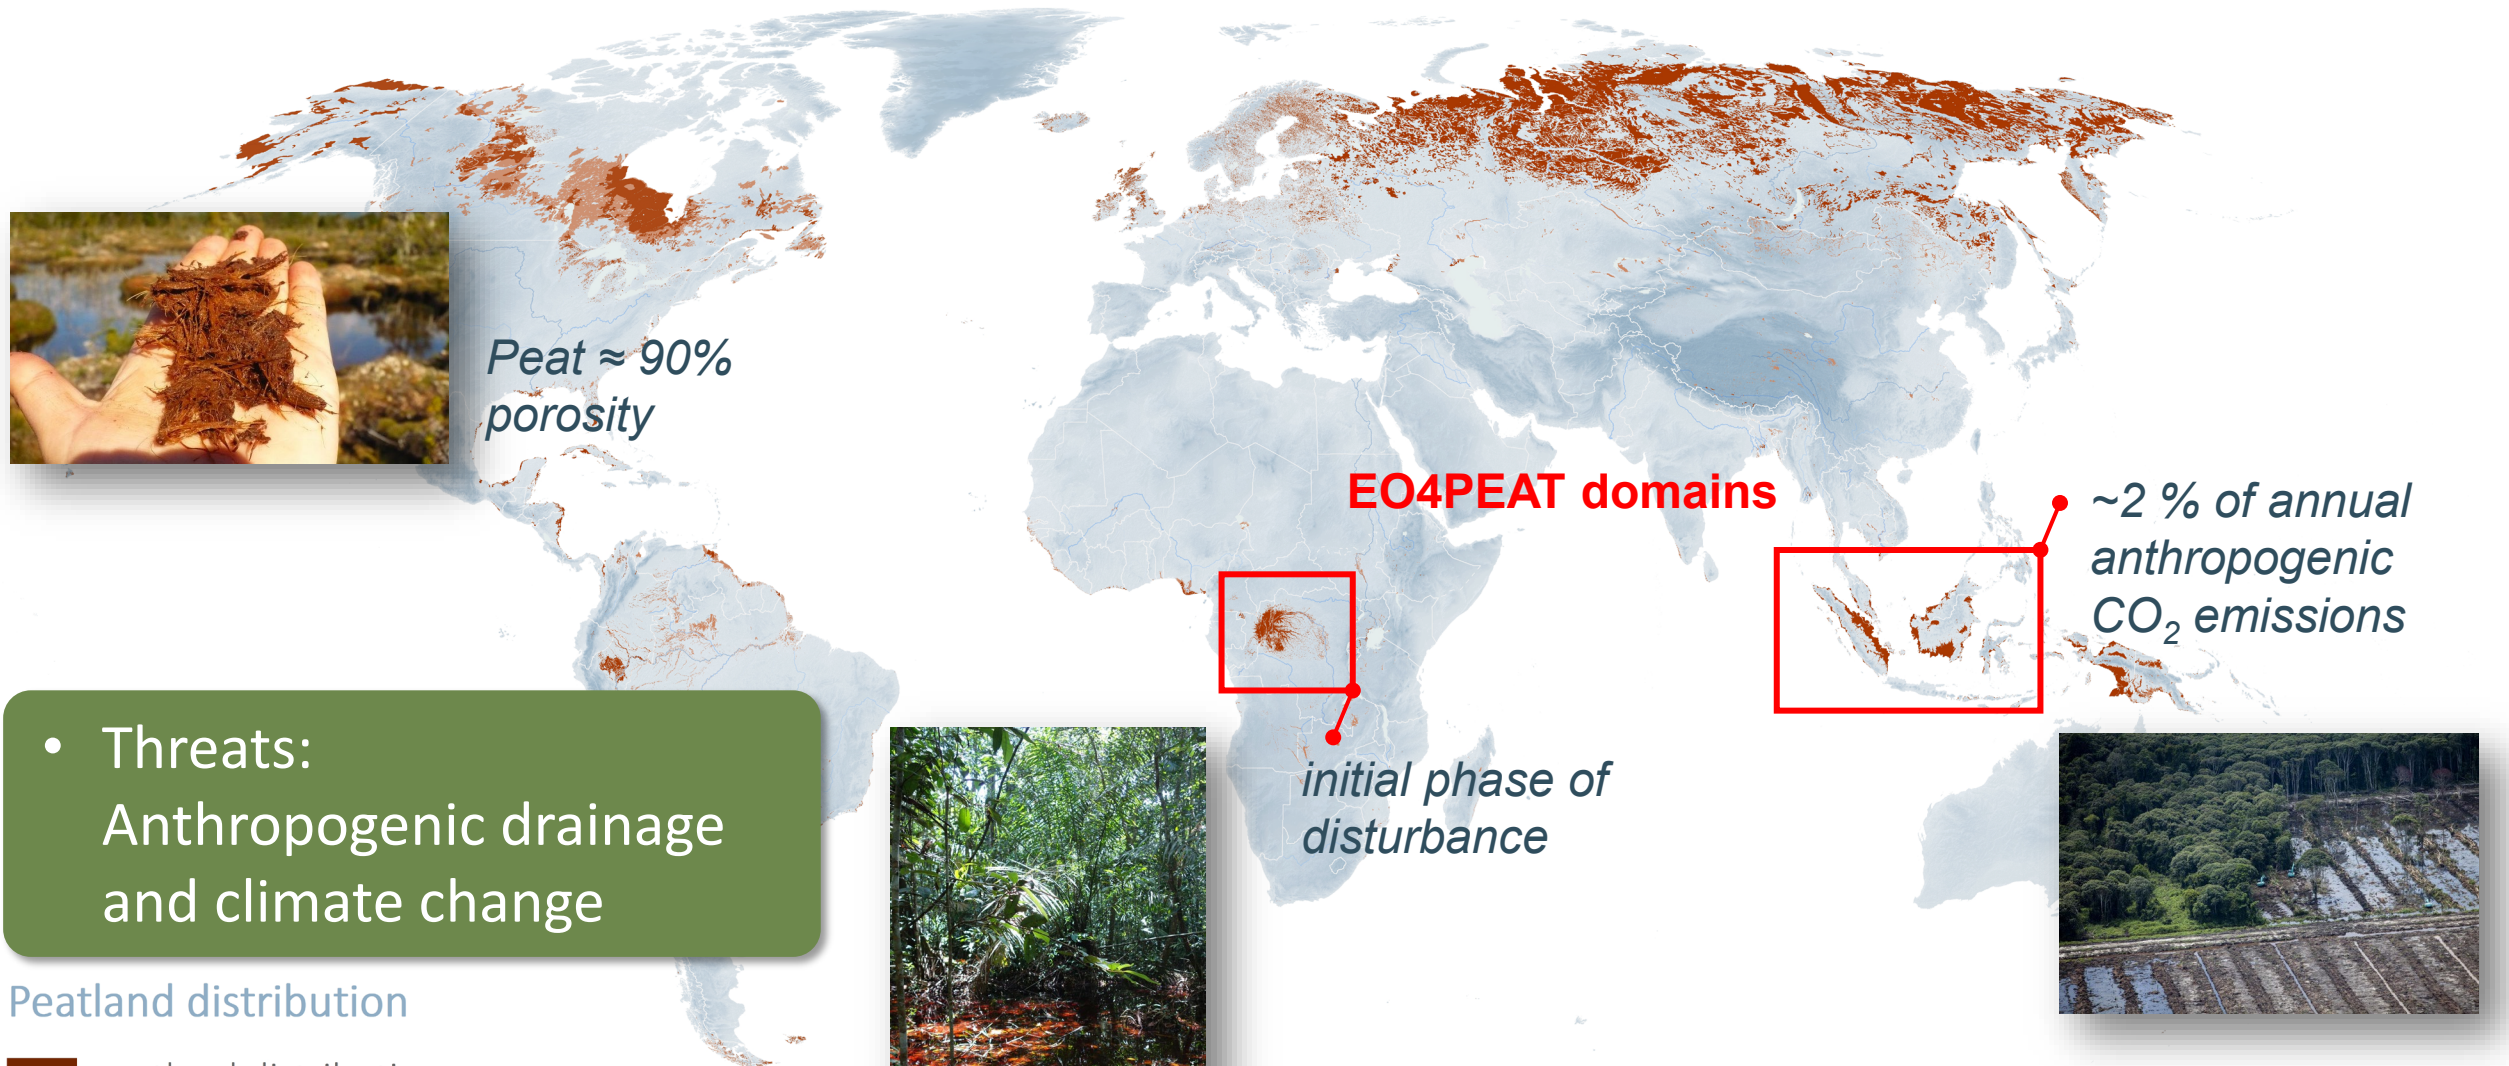 Peat ≈ 90%
porosity
EO4PEAT domains
~2 % of annual
anthropogenic
CO₂ emissions
initial phase of
disturbance
• Threats:
Anthropogenic drainage
and climate change
Peatland distribution